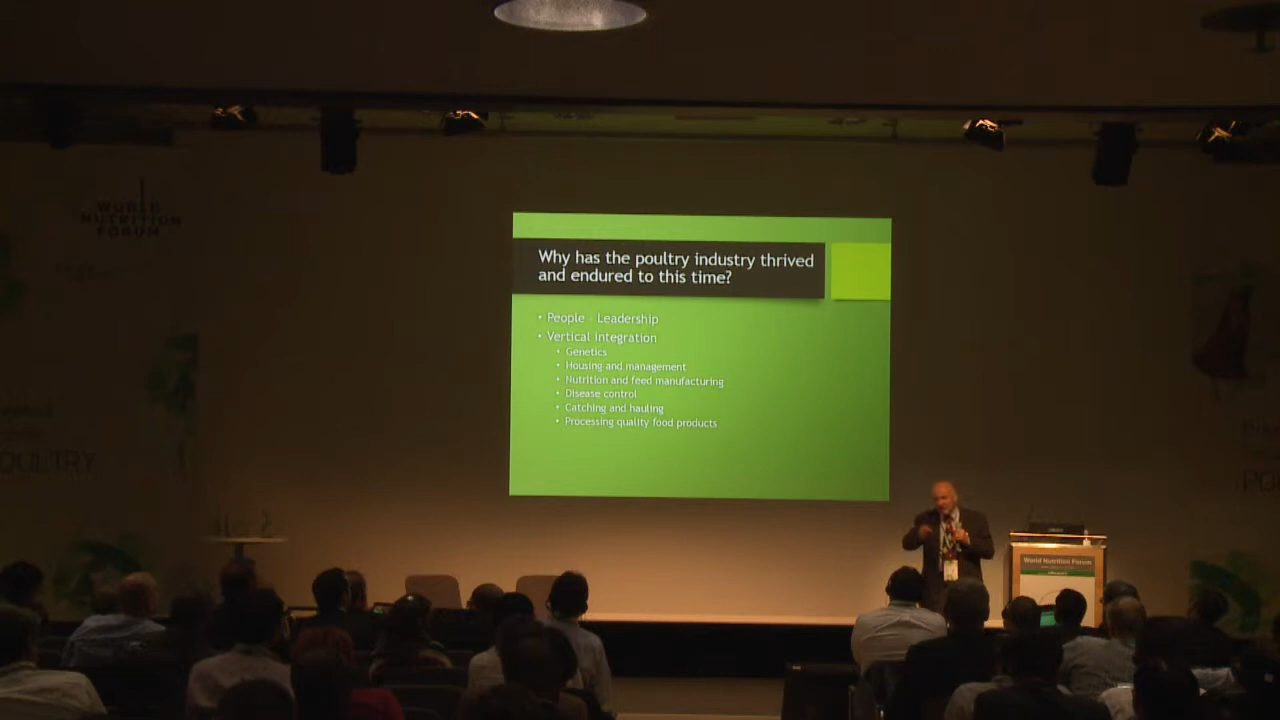 WORLD
NUTRITION
FORUM
Why has the poultry industry thrived
and endured to this time?
• People - Leadership
• Vertical integration
• Genetics
• Housing and management
• Nutrition and feed manufacturing
• Disease control
• Catching and hauling
• Processing quality food products
POULTRY
World Nutrition Forum